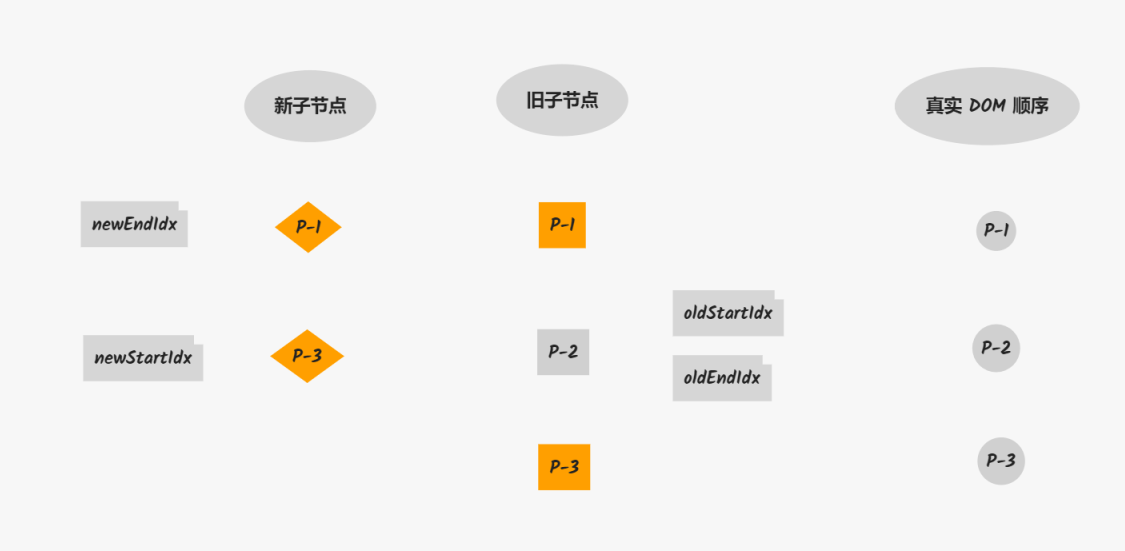 新子节点
旧子节点
真实 DOM 顺序
newEndIdx
P-1
P-1
P-1
oldStartIdx
newStartIdx
P-3
P-2
P-2
oldEndIdx
P-3
P-3